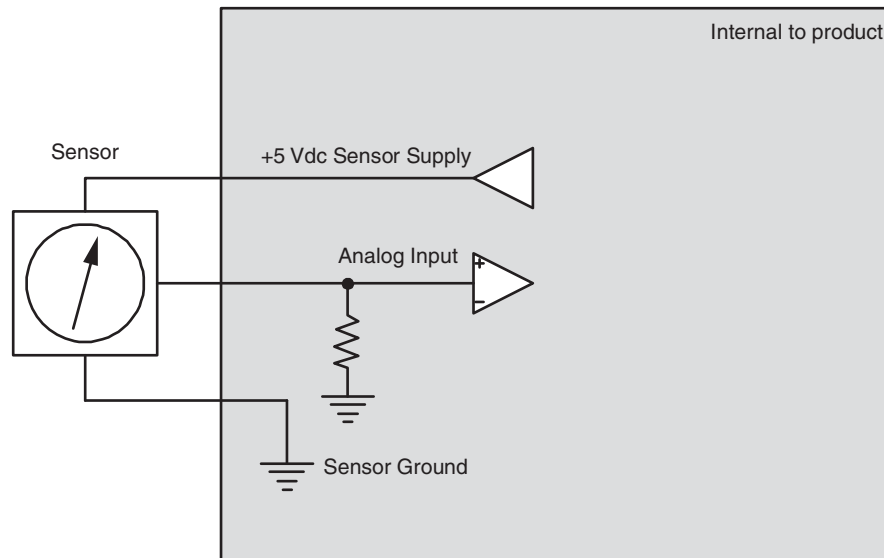 Internal to product
Sensor
+5 Vdc Sensor Supply
Analog Input
+
−
Sensor Ground